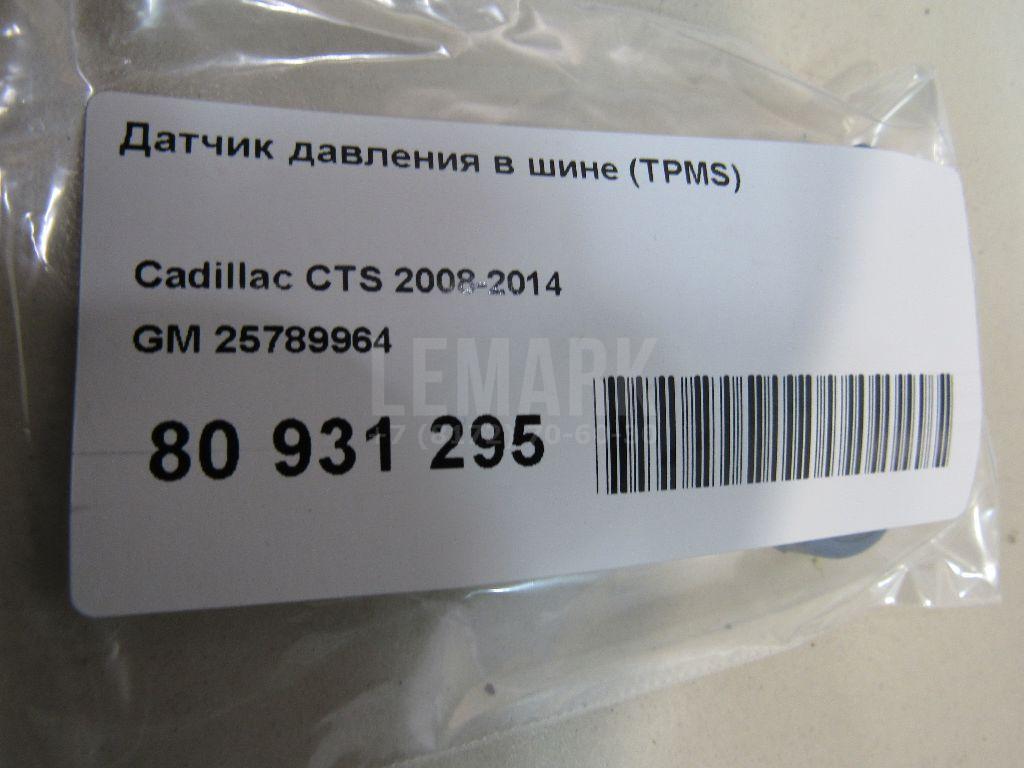 Датчик давления в шине (TPMS)
Cadillac CTS 2008-2014
GM 25789964
LEMARK
80 931 295